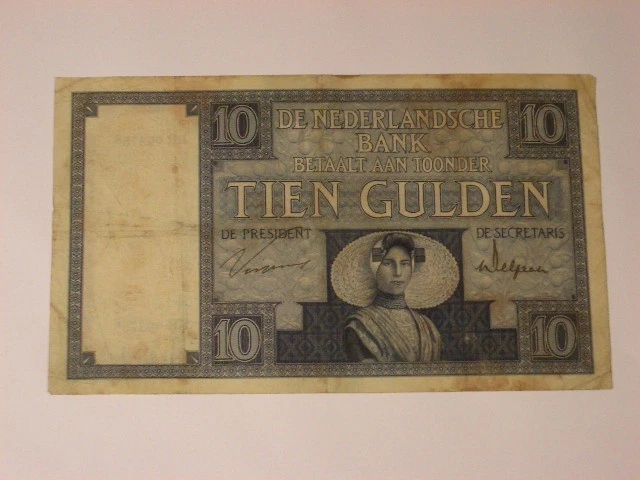 10 DE NEDERLANDSCHE 10
BANK
BETAALT AAN TOONDER
TIEN GULDEN
DE PRESIDENT DE SECRETARIS
10 10